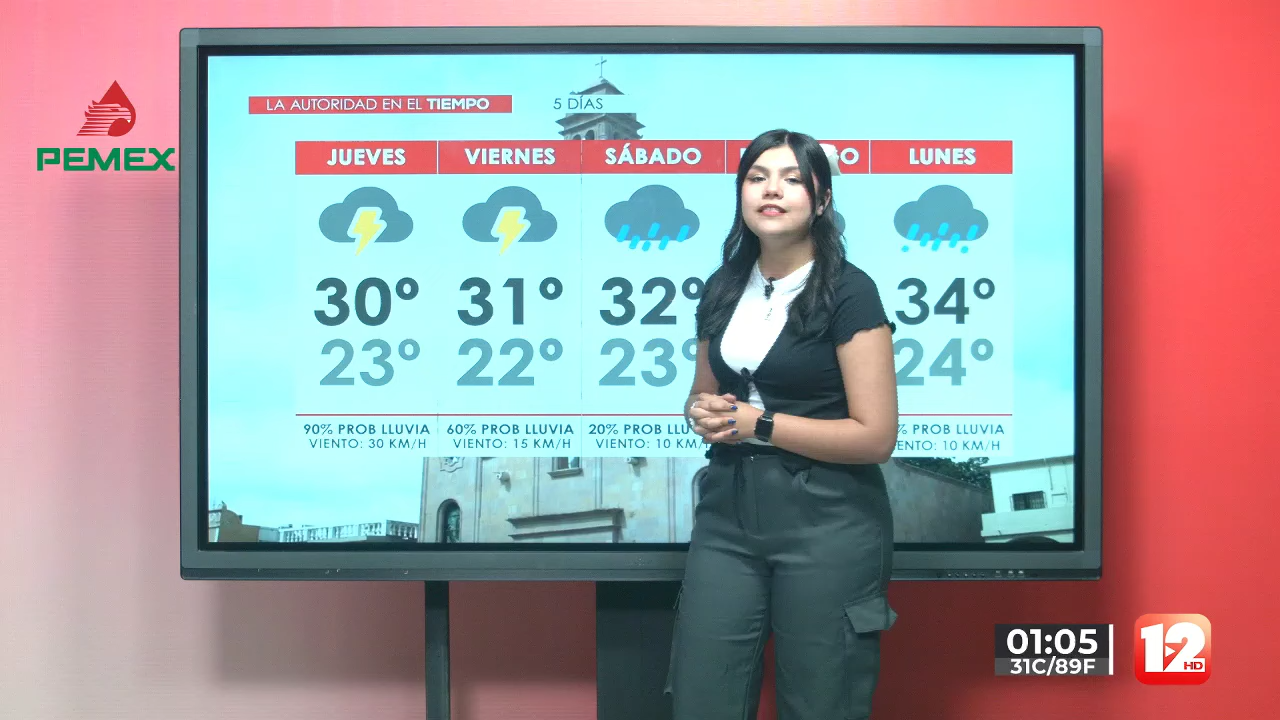 PEMEX
LA AUTORIDAD EN EL TIEMPO
5 DÍAS
JUEVES VIERNES SÁBADO LUNES
30° 31° 32° 34°
23° 22° 23° 24°
90% PROB LLUVIA 60% PROB LLUVIA 20% PROB % PROB LLUVIA
VIENTO: 30 KM/H VIENTO: 15 KM/H VIENTO: 10 KM/H 10 KM/H
01:05
31C/89F
12
HD